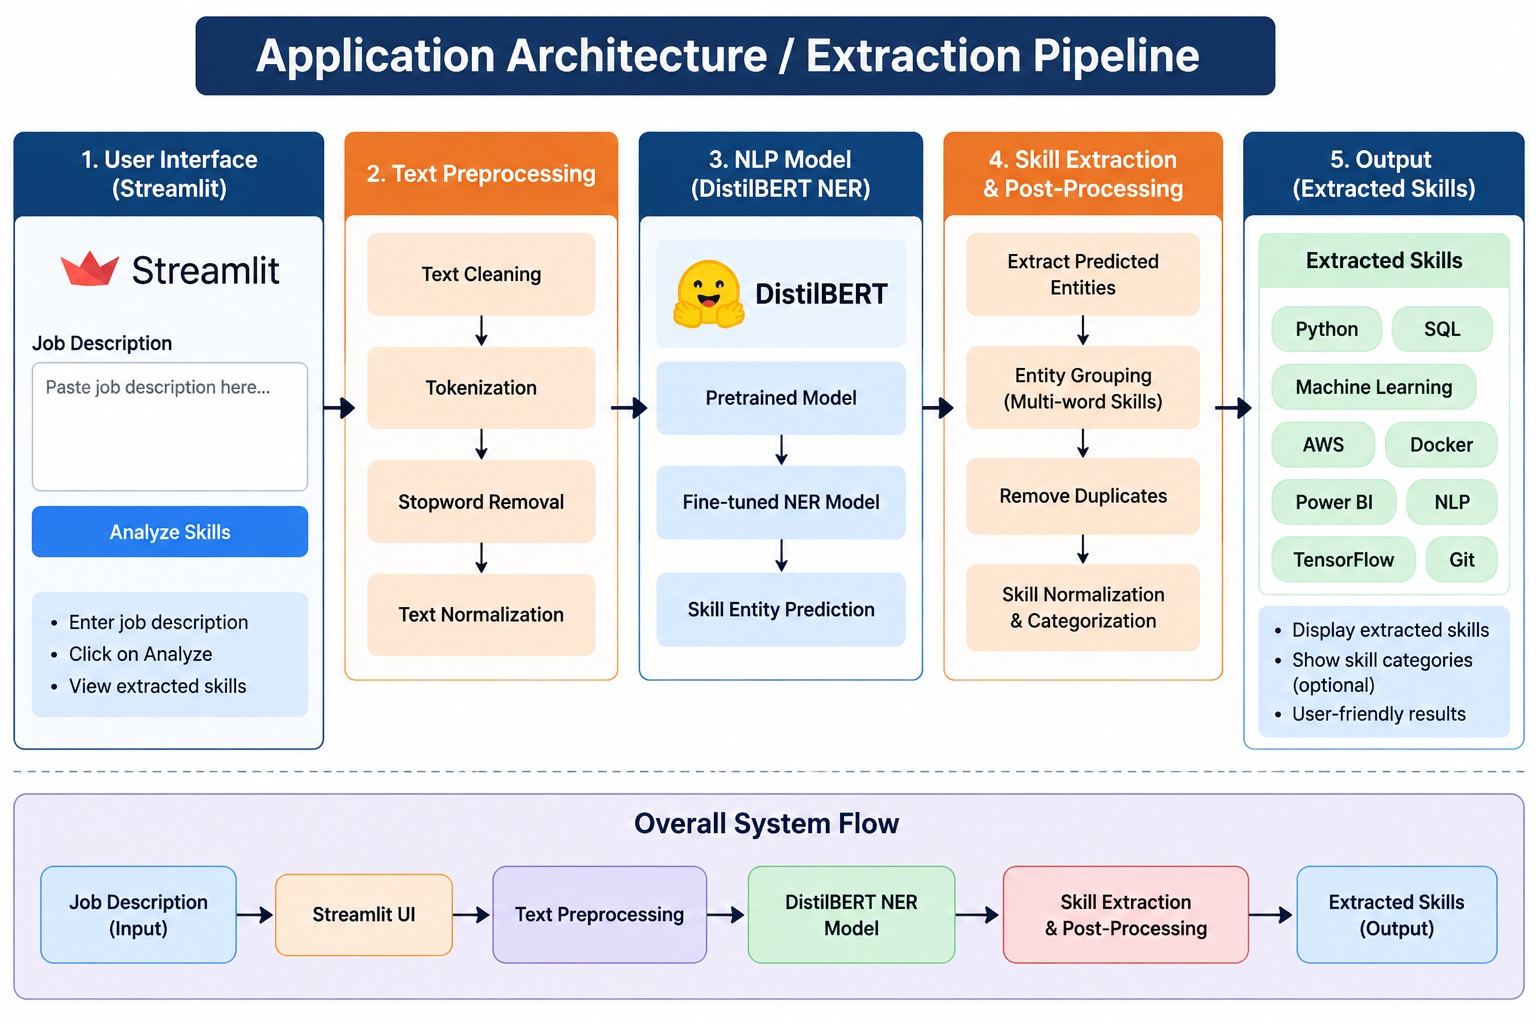 Application Architecture / Extraction Pipeline
1. User Interface
(Streamlit)
Streamlit
Job Description
Paste job description here...
Analyze Skills
• Enter job description
• Click on Analyze
• View extracted skills
2. Text Preprocessing
Text Cleaning
Tokenization
Stopword Removal
Text Normalization
3. NLP Model
(DistilBERT NER)
DistilBERT
Pretrained Model
Fine-tuned NER Model
Skill Entity Prediction
4. Skill Extraction
& Post-Processing
Extract Predicted
Entities
Entity Grouping
(Multi-word Skills)
Remove Duplicates
Skill Normalization
& Categorization
5. Output
(Extracted Skills)
Extracted Skills
Python SQL
Machine Learning
AWS Docker
Power BI NLP
TensorFlow Git
• Display extracted skills
• Show skill categories
(optional)
• User-friendly results
Overall System Flow
Job Description
(Input)
Streamlit UI
Text Preprocessing
DistilBERT NER
Model
Skill Extraction
& Post-Processing
Extracted Skills
(Output)